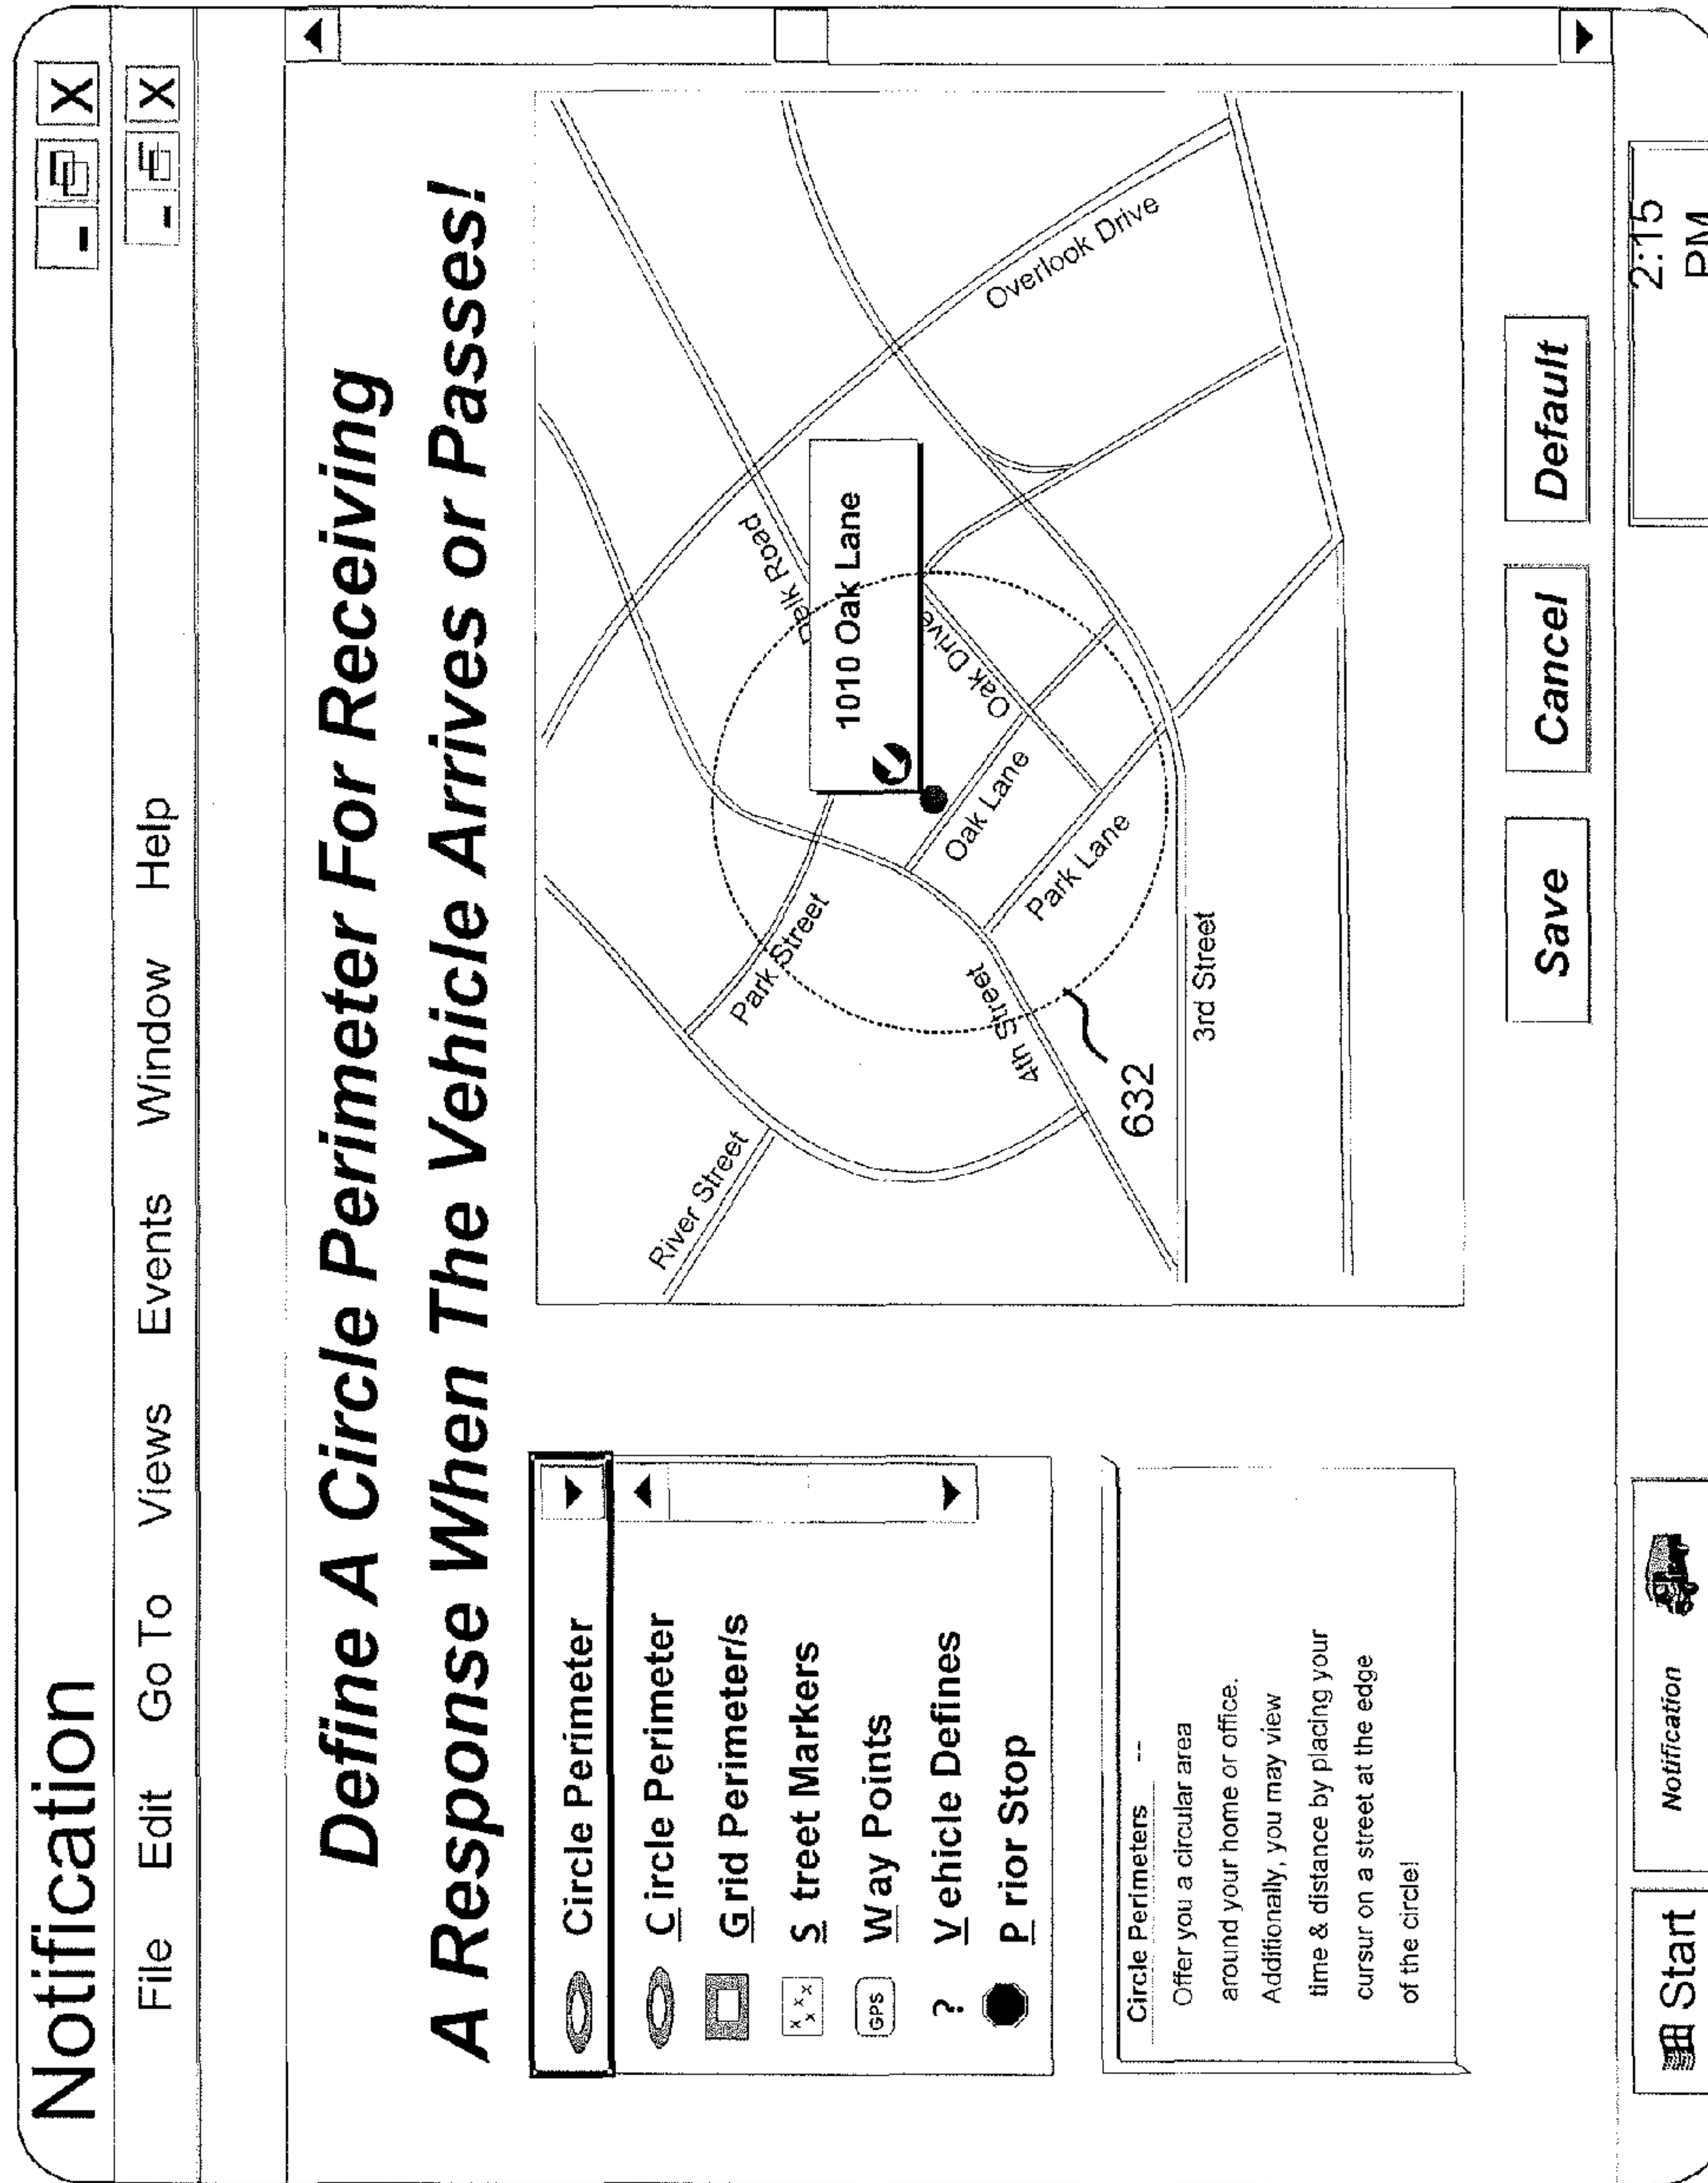 Notification
File Edit Go To Views Events Window Help
Define A Circle Perimeter For Receiving
A Response When The Vehicle Arrives or Passes!
Circle Perimeter
Circle Perimeter
Grid Perimeter/s
Street Markers
GPS Way Points
? Vehicle Defines
Prior Stop
Circle Perimeters --
Offer you a circular area
around your home or office.
Additionally, you may view
time & distance by placing your
cursur on a street at the edge
of the circle!
River Street
Park Street
Delk Road
1010 Oak Lane
Oak Drive
Oak Lane
Park Lane
4th Street
Overlook Drive
632
3rd Street
Save Cancel Default
Start
Notification
2:15
PM